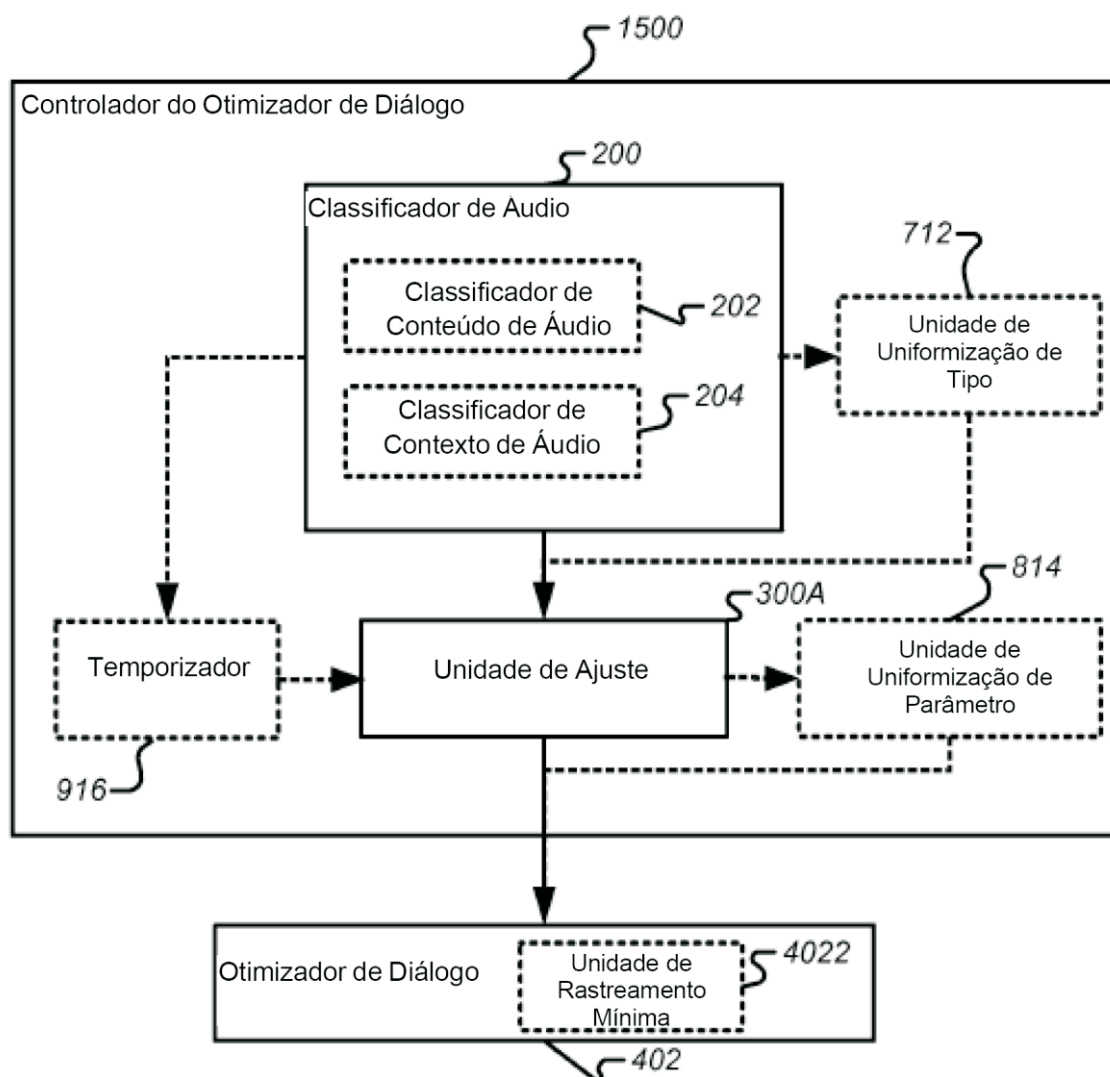 1500
Controlador do Otimizador de Diálogo
200
Classificador de Audio
712
Classificador de
Conteúdo de Áudio
202
Unidade de
Uniformização de
Tipo
Classificador de
Contexto de Áudio
204
814
300A
Temporizador
Unidade de Ajuste
Unidade de
Uniformização de
Parâmetro
916
Otimizador de Diálogo
Unidade de
Rastreamento
Mínima
4022
402